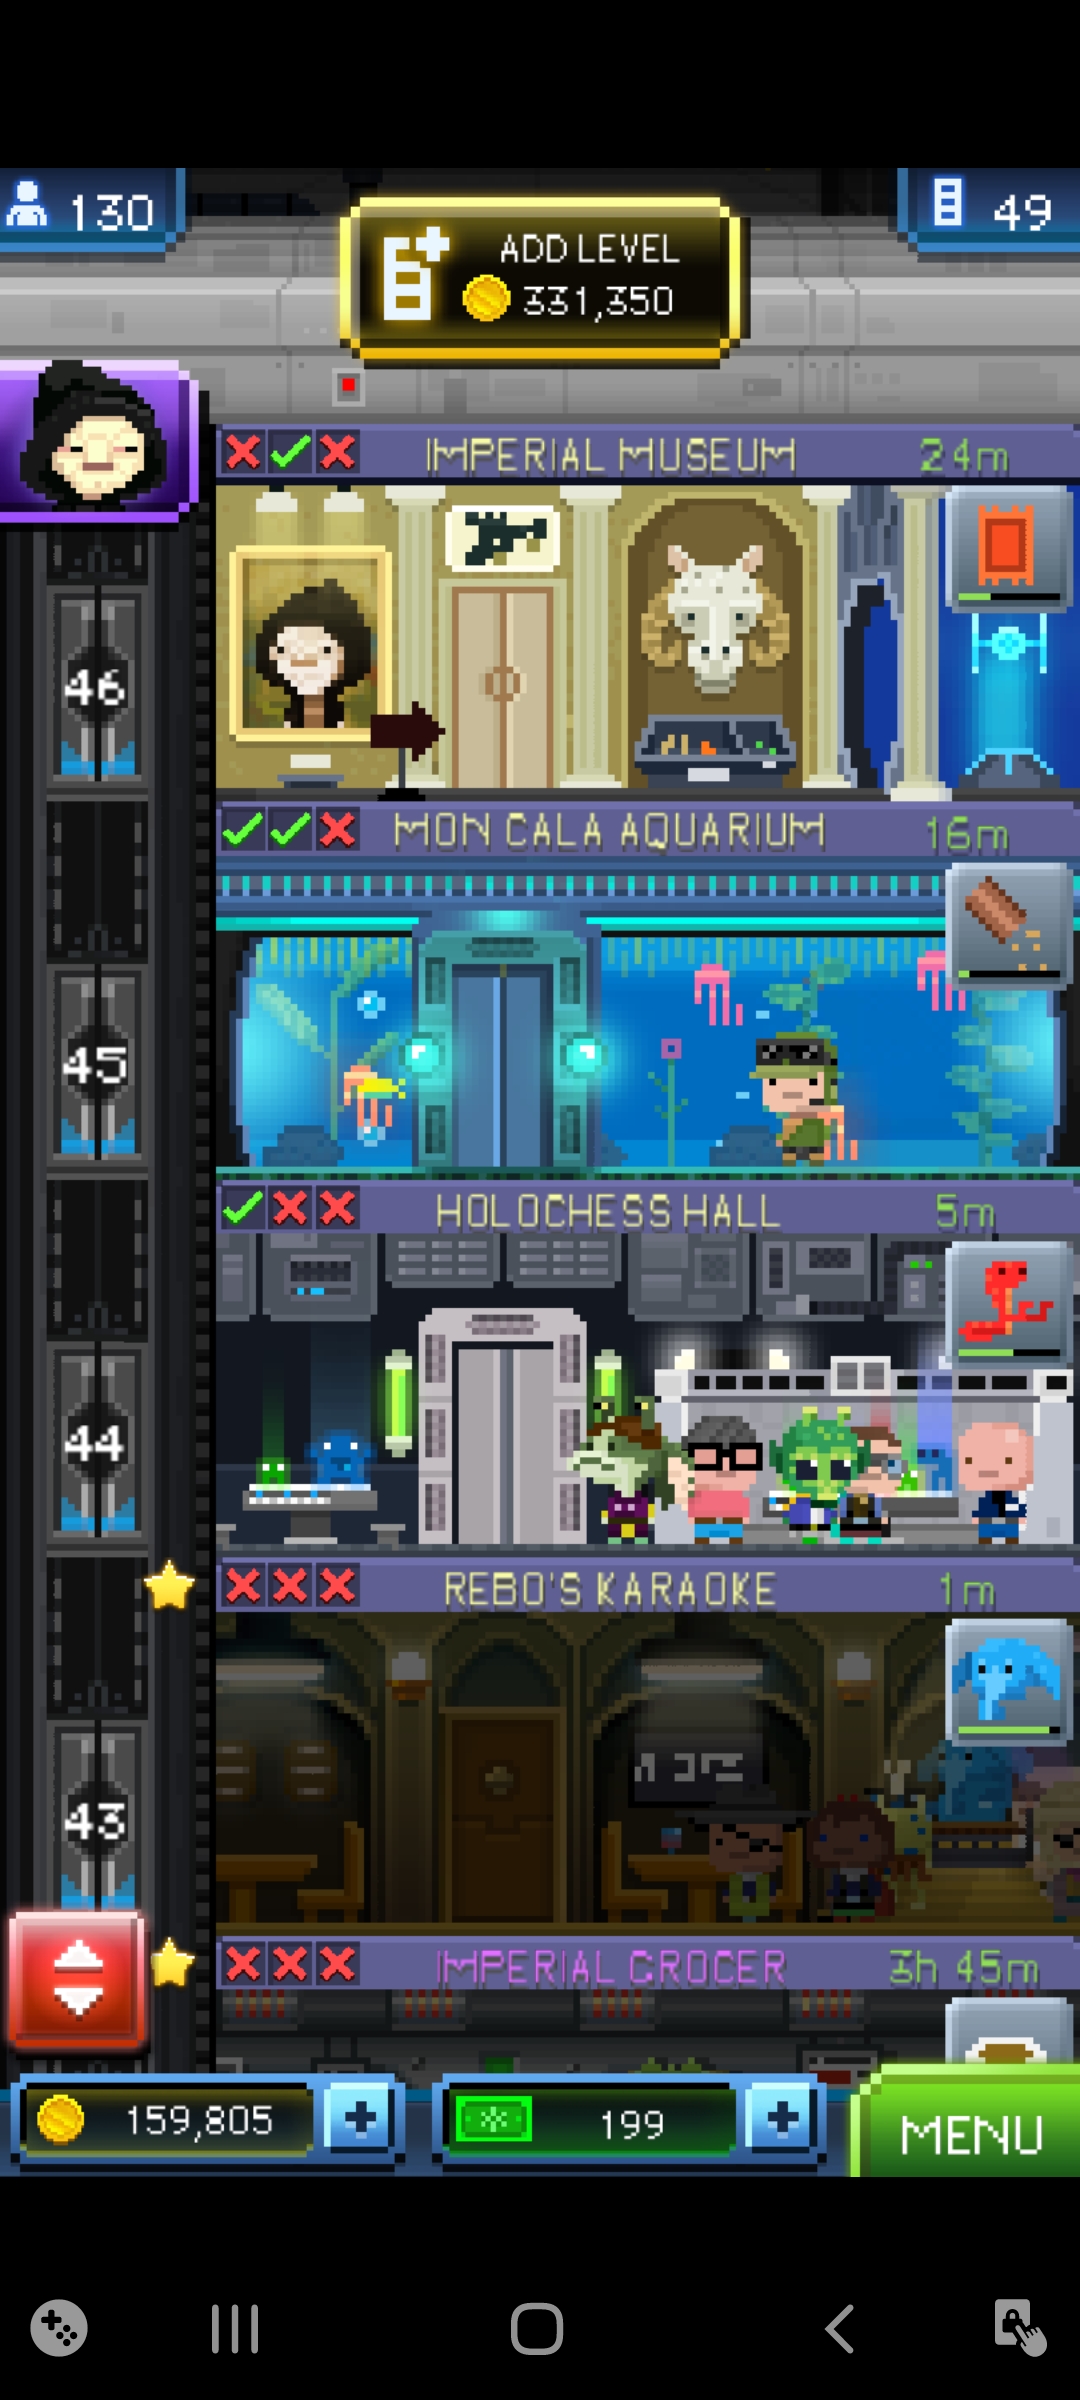 130
ADD LEVEL
331,350
49
IMPERIAL MUSEUM 24m
46
MON CALA AQUARIUM 16m
45
HOLOCHESS HALL 5m
44
REBO'S KARAOKE 1m
43
IMPERIAL GROCER 3h 45m
159,805
199
MENU